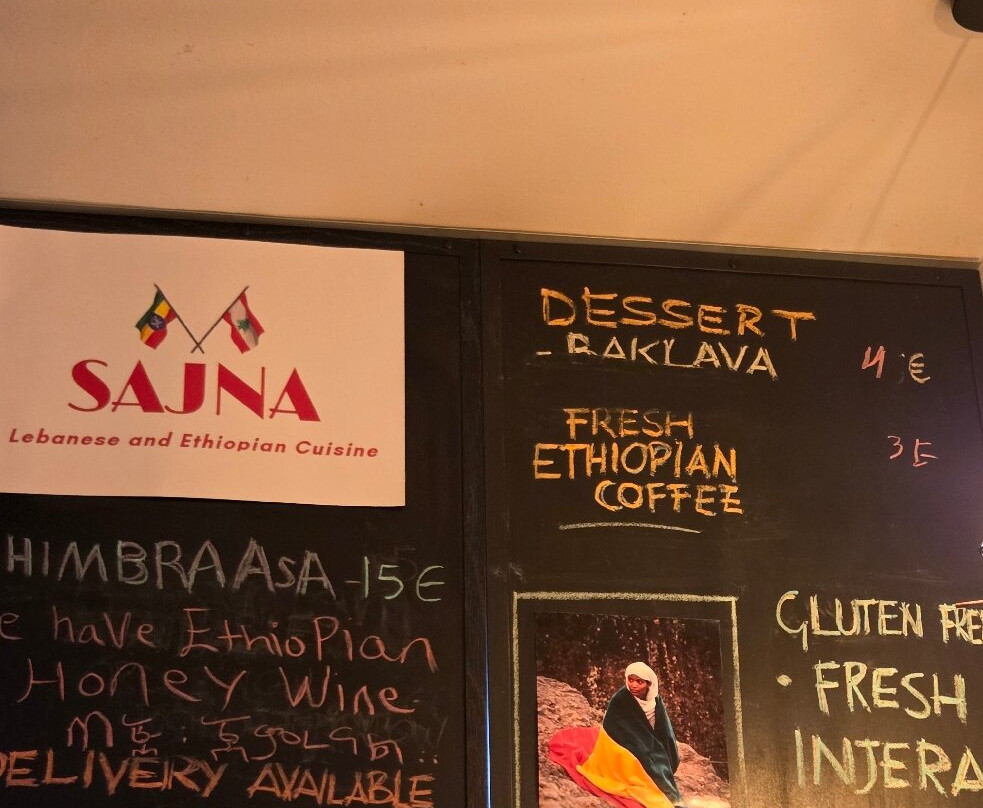 SAJNA
Lebanese and Ethiopian Cuisine
HIMBRAASA -15€
e have Ethiopian
Honey Wine
DELIVERY AVAILABLE
DESSERT
- BAKLAVA 4 €
FRESH
ETHIOPIAN 3€
COFFEE
GLUTEN FRE
• FRESH
INJERA